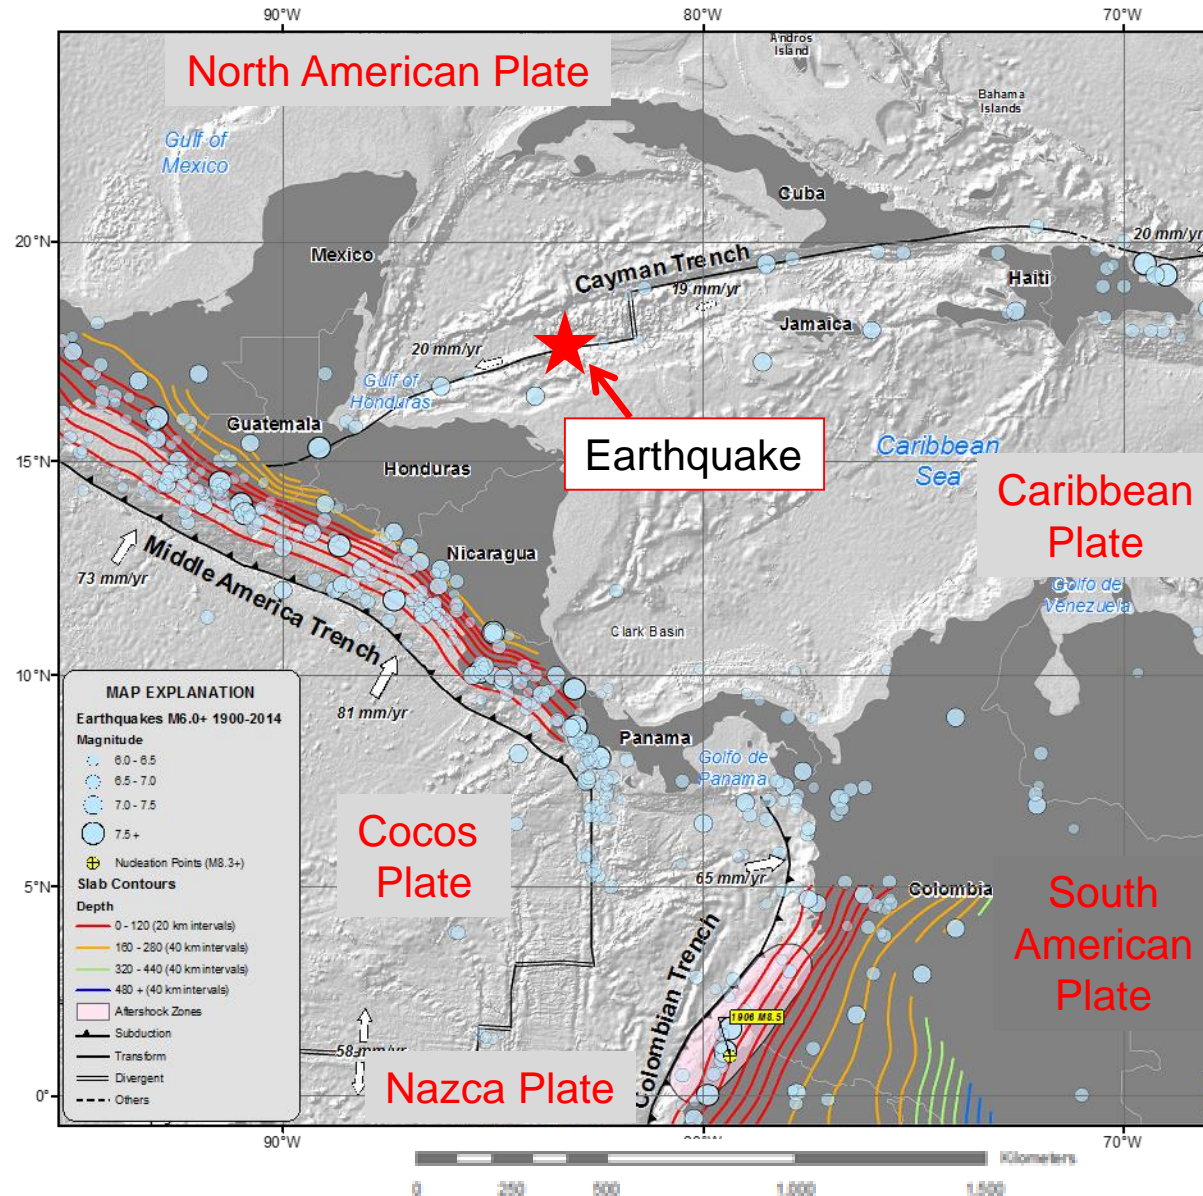 90°W
80°W
70°W
North American Plate
Andros
Island
Bahama
Islands
Gulf of
Mexico
Cuba
20°N
Mexico
Cayman Trench
20 mm/yr
Haiti
19 mm/yr
Jamaica
20 mm/yr
Gulf of
Honduras
Guatemala
Earthquake
Caribbean
Sea
15°N
Honduras
Caribbean
Plate
Nicaragua
73 mm/yr
Middle America Trench
Golfo de
Venezuela
Clark Basin
10°N
81 mm/yr
Panama
Golfo de
Panama
MAP EXPLANATION
Earthquakes M6.0+ 1900-2014
Magnitude
6.0 - 6.5
6.5 - 7.0
7.0 - 7.5
7.5 +
Nucleation Points (M8.3+)
Slab Contours
Depth
0 - 120 (20 km intervals)
160 - 280 (40 km intervals)
320 - 440 (40 km intervals)
480 + (40 km intervals)
Aftershock Zones
Subduction
Transform
Divergent
Others
Cocos
Plate
65 mm/yr
5°N
Colombia
South
American
Plate
Colombian Trench
1906 M8.5
58 mm/yr
Nazca Plate
0°
90°W
70°W
Kilometers
0
250
500
1,000
1,500